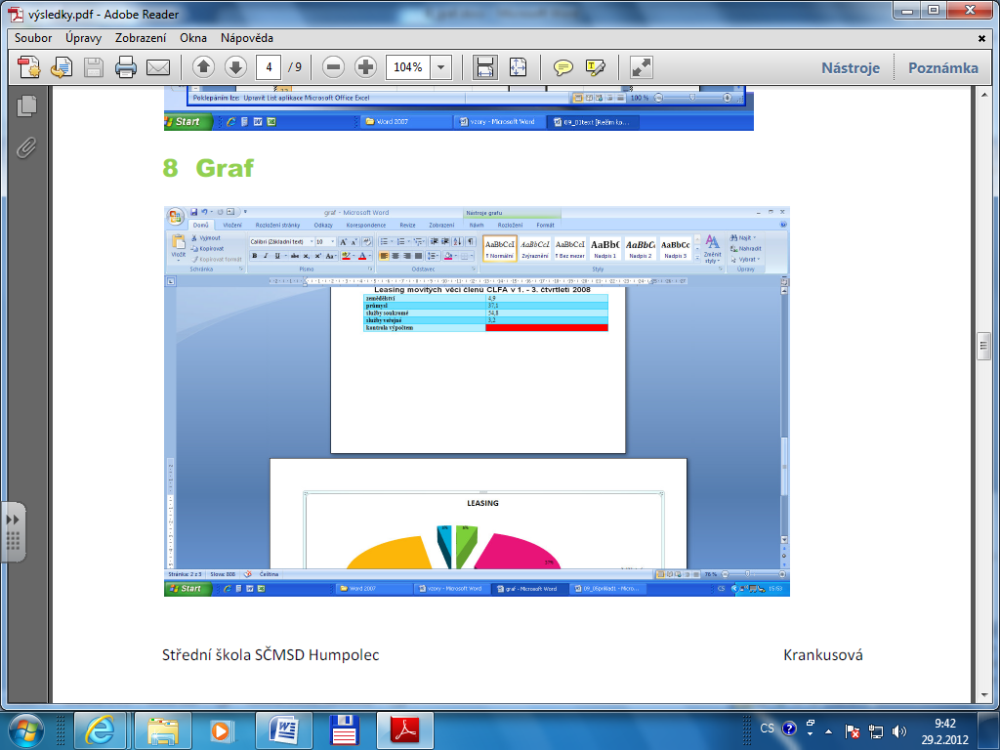 výsledky.pdf - Adobe Reader
Soubor Úpravy Zobrazení Okna Nápověda
4 / 9 104% Nástroje Poznámka
Poklepáním lze: Upravit List aplikace Microsoft Office Excel 100 %
Start Word 2007 vzory - Microsoft Word 09_03text [Režim ko...
8 Graf
graf - Microsoft Word Nástroje grafu
Domů Vložení Rozložení stránky Odkazy Korespondence Revize Zobrazení Návrh Rozložení Formát
Vložit Vyjmout Kopírovat Kopírovat formát
Calibri (Základní text) 10
AaBbCcI AaBbCcI AaBbCcI AaBbC AaBbCc AaBbCc
¶ Normální Zvýraznění ¶ Bez mezer Nadpis 1 Nadpis 2 Nadpis 3
Změnit styly Najít Nahradit Vybrat
Schránka Písmo Odstavec Styly Úpravy
Leasing movitých věcí členů ČLFA v 1. - 3. čtvrtletí 2008
zemědělství 4,9
průmysl 37,1
služby soukromé 54,8
služby veřejné 3,2
kontrola výpočtem
LEASING
Stránka: 2 z 3 Slova: 808 Čeština 76 %
Start Word 2007 vzory - Microsoft Word graf - Microsoft Word 09_05priklad1 - Micro... CS 15:53
Střední škola SČMSD Humpolec Krankusová
CS 9:42
29.2.2012